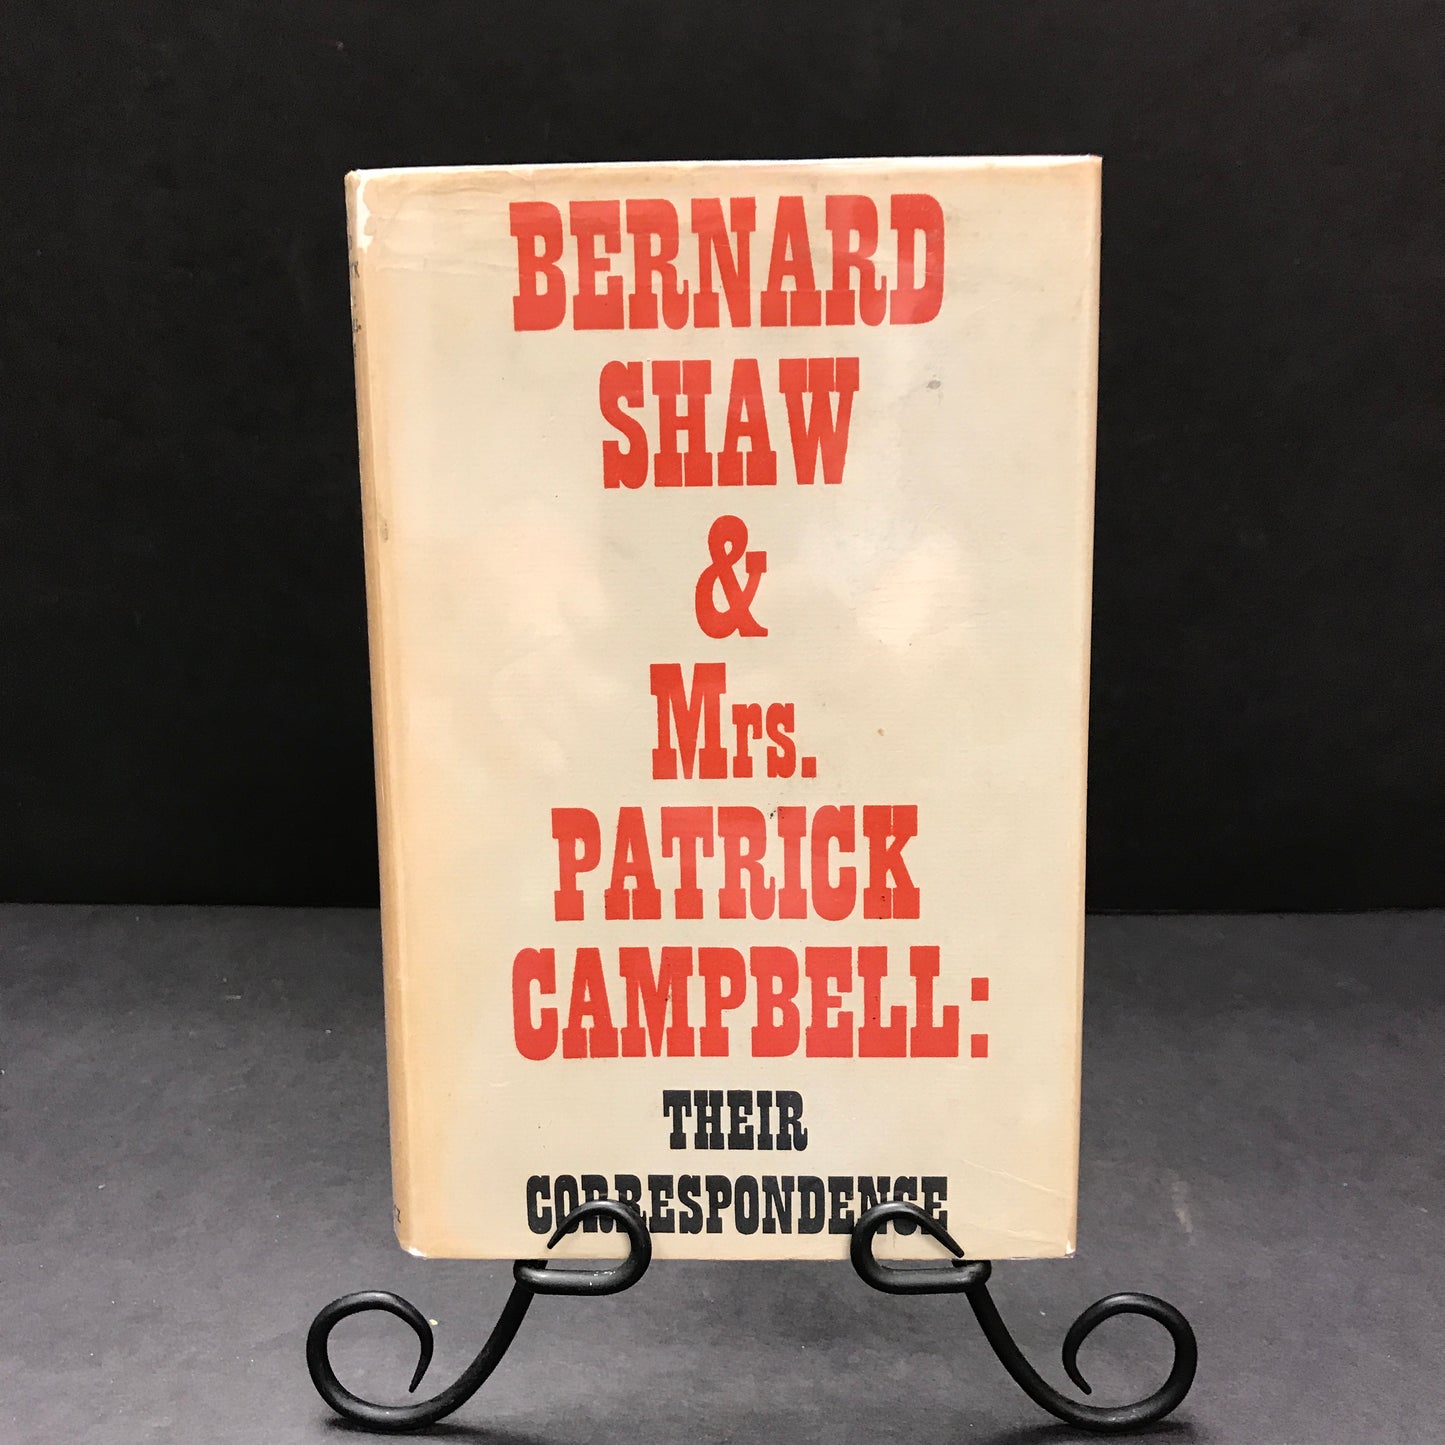 BERNARD
SHAW
&
Mrs.
PATRICK
CAMPBELL:
THEIR
CORRESPONDENCE